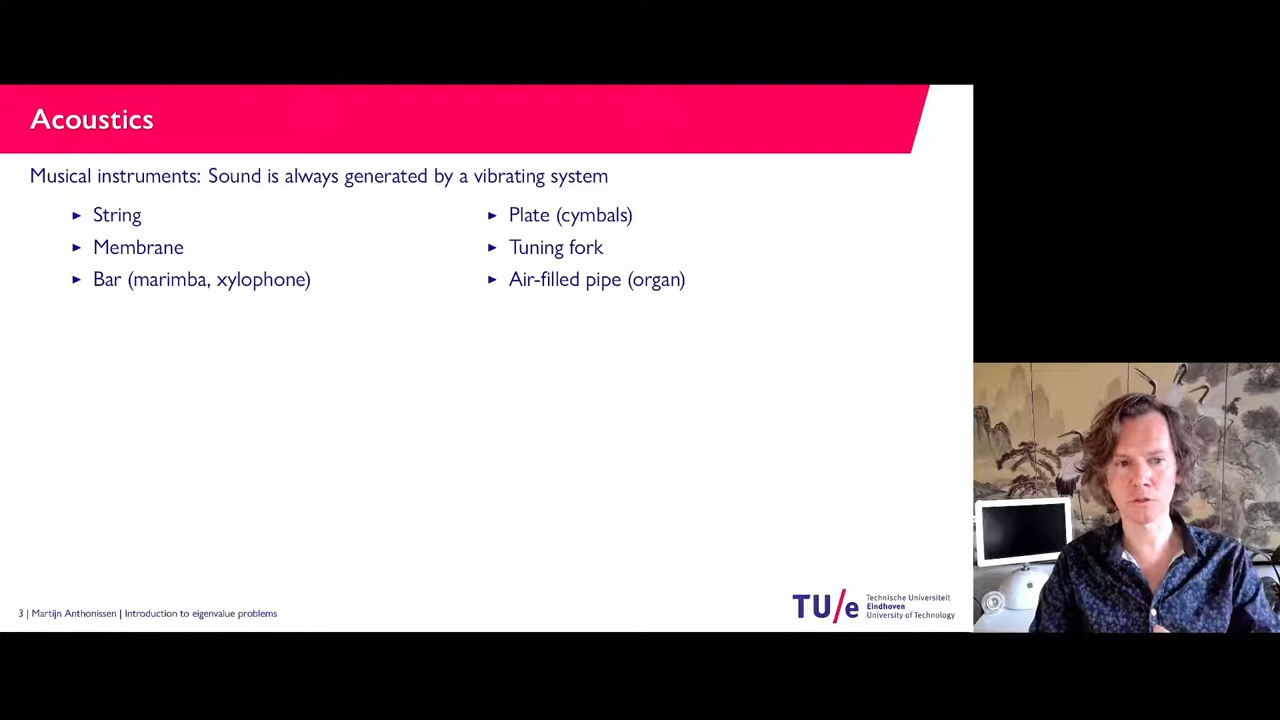 Acoustics
Musical instruments: Sound is always generated by a vibrating system
▸ String
▸ Membrane
▸ Bar (marimba, xylophone)
▸ Plate (cymbals)
▸ Tuning fork
▸ Air-filled pipe (organ)
3 | Martijn Anthonissen | Introduction to eigenvalue problems
TU/e
Technische Universiteit
Eindhoven
University of Technology